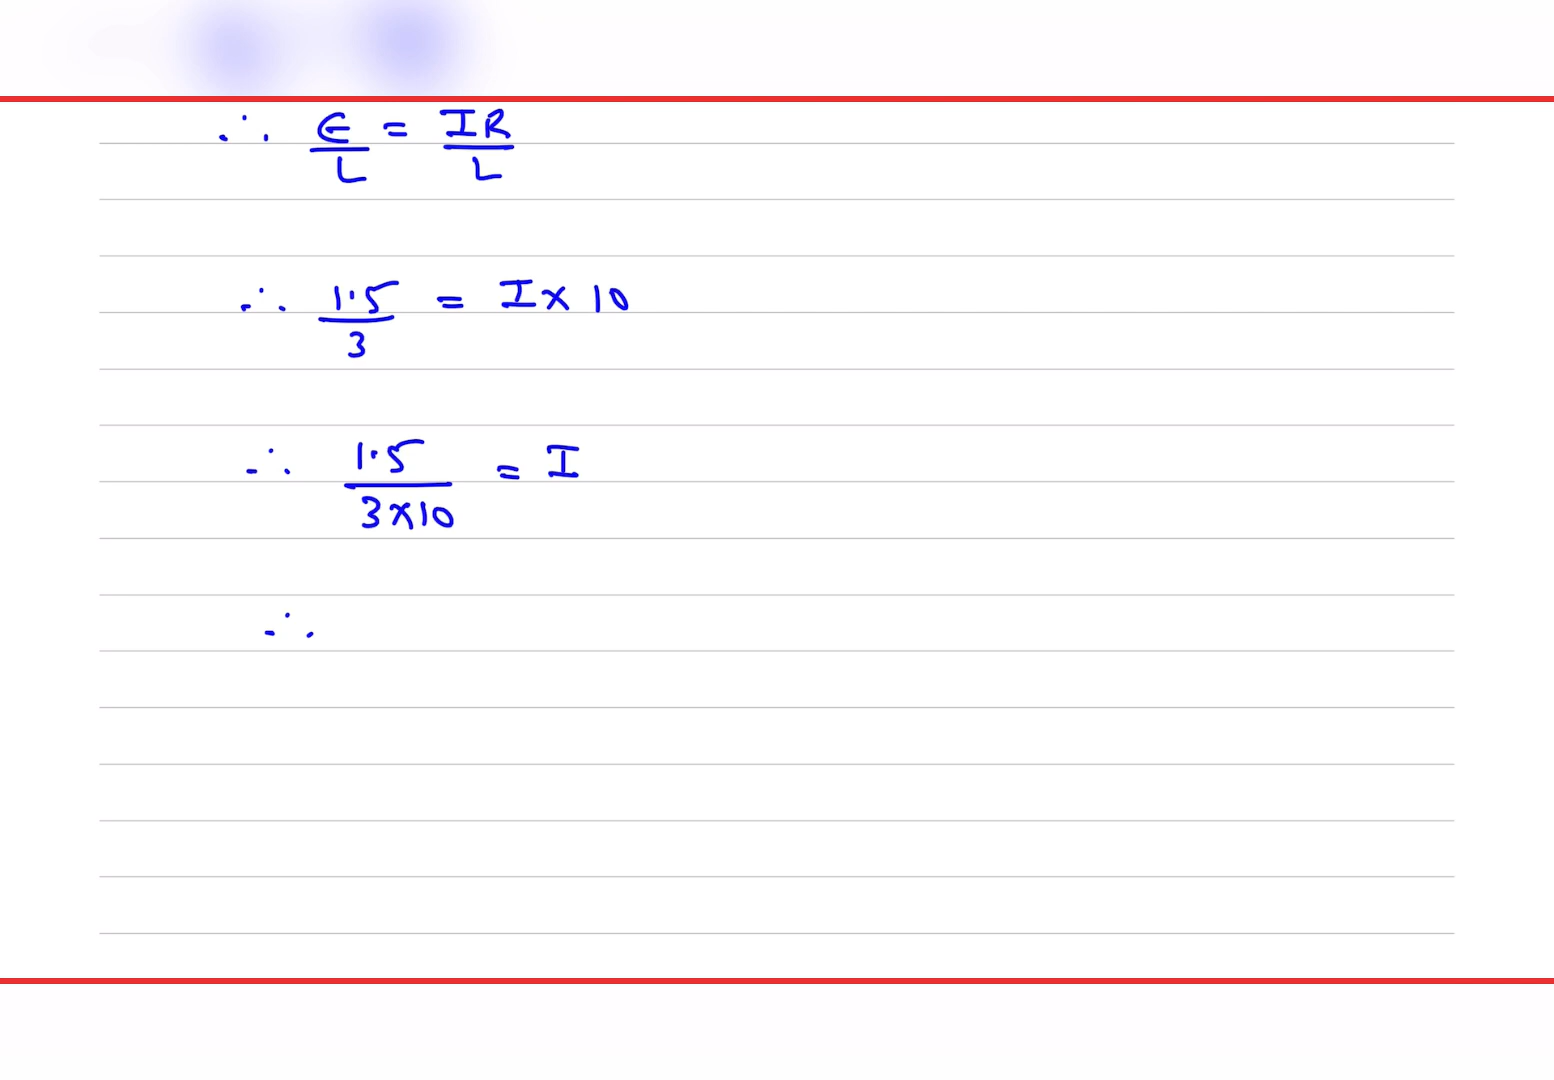 ∴ E/L = IR/L
∴ 1.5/3 = I × 10
∴ 1.5/3×10 = I
∴